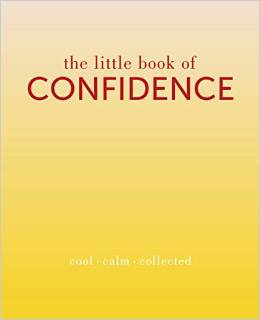 the little book of
CONFIDENCE
cool · calm · collected